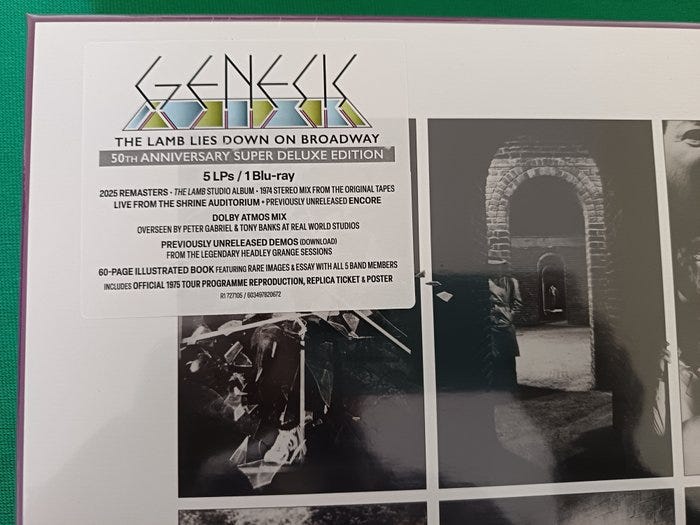 GENESIS
THE LAMB LIES DOWN ON BROADWAY
50TH ANNIVERSARY SUPER DELUXE EDITION
5 LPs / 1 Blu-ray
2025 REMASTERS • THE LAMB STUDIO ALBUM • 1974 STEREO MIX FROM THE ORIGINAL TAPES
LIVE FROM THE SHRINE AUDITORIUM • PREVIOUSLY UNRELEASED ENCORE
DOLBY ATMOS MIX
OVERSEEN BY PETER GABRIEL & TONY BANKS AT REAL WORLD STUDIOS
PREVIOUSLY UNRELEASED DEMOS (DOWNLOAD)
FROM THE LEGENDARY HEADLEY GRANGE SESSIONS
60-PAGE ILLUSTRATED BOOK FEATURING RARE IMAGES & ESSAY WITH ALL 5 BAND MEMBERS
INCLUDES OFFICIAL 1975 TOUR PROGRAMME REPRODUCTION, REPLICA TICKET & POSTER
R1 727105 / 603497820672